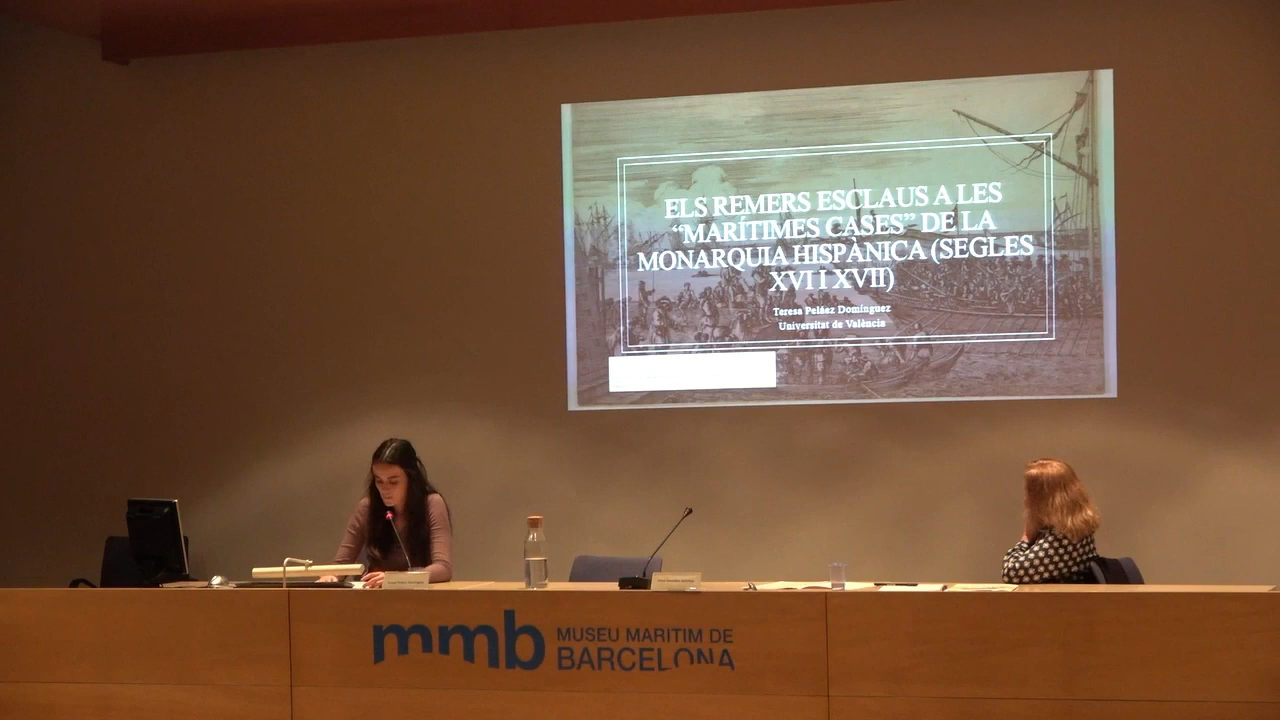 ELS REMERS ESCLAUS A LES
“MARÍTIMES CASES” DE LA
MONARQUIA HISPÀNICA (SEGLES
XVI I XVII)
Teresa Peláez Domínguez
Universitat de València
mmb
MUSEU MARITIM DE
BARCELONA